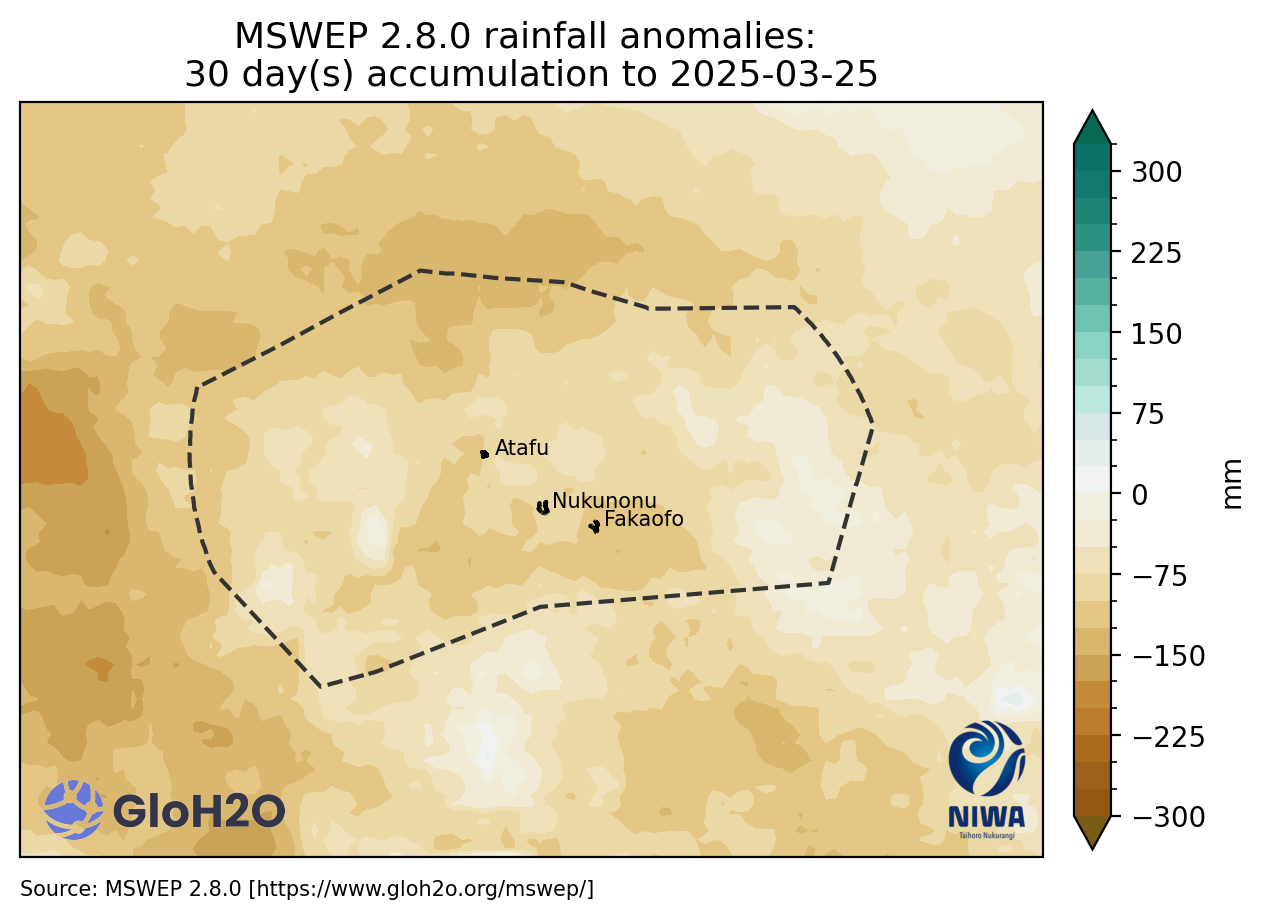 MSWEP 2.8.0 rainfall anomalies:
30 day(s) accumulation to 2025-03-25
300
225
150
75
0
−75
−150
−225
−300
mm
Atafu
Nukunonu
Fakaofo
GloH2O
NIWA
Taihoro Nukurangi
Source: MSWEP 2.8.0 [https://www.gloh2o.org/mswep/]